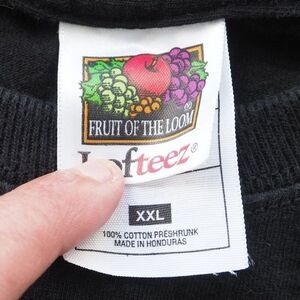 FRUIT OF THE LOOM®
Lofteez®
XXL
100% COTTON PRESHRUNK
MADE IN HONDURAS